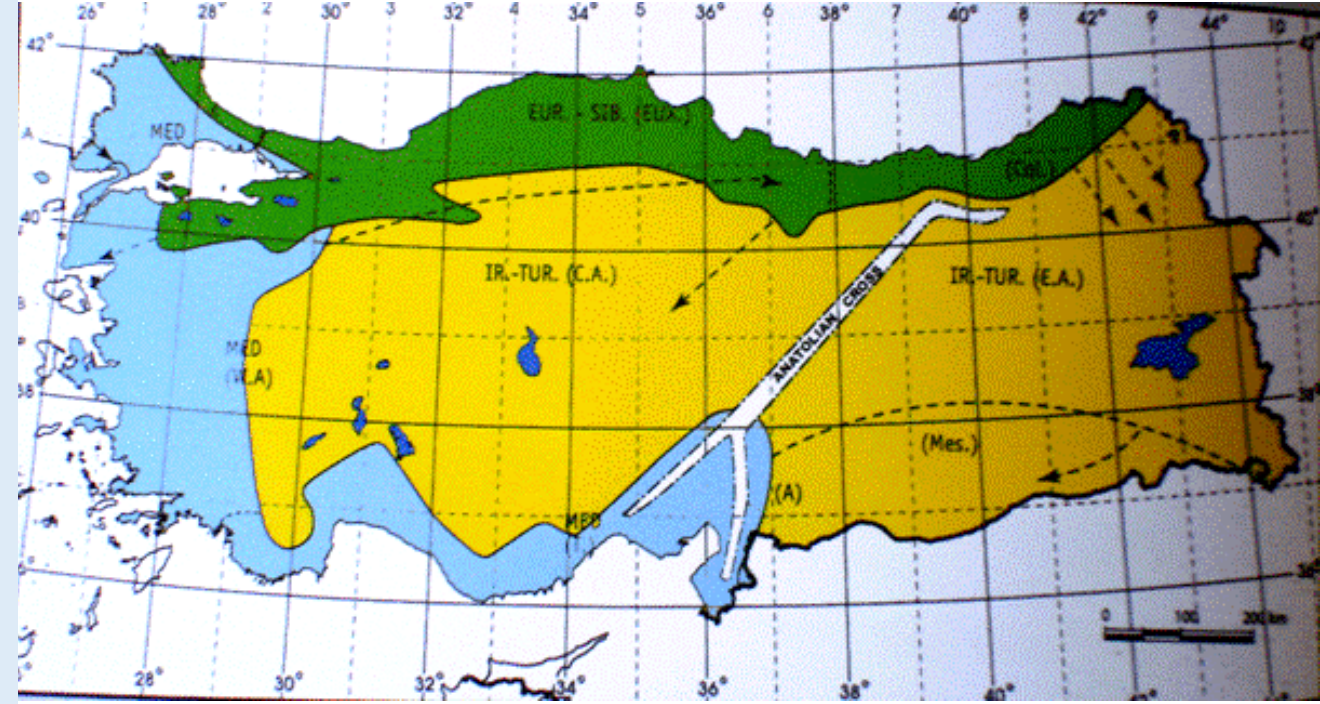 26° 28° 2 30° 4 32° 34° 5 36° 6 38° 7 40° 8 42° 9 44° 10
42°
A
EUR. - SIB. (EUX.)
MED
(Col.)
40°
40°
IR.-TUR. (C.A.)
IR.-TUR. (E.A.)
ANATOLIAN CROSS
MED
(W.A)
38°
38°
(Mes.)
(A)
MED
36°
0 100 200 km
28° 30° 32° 34° 36° 38° 40°